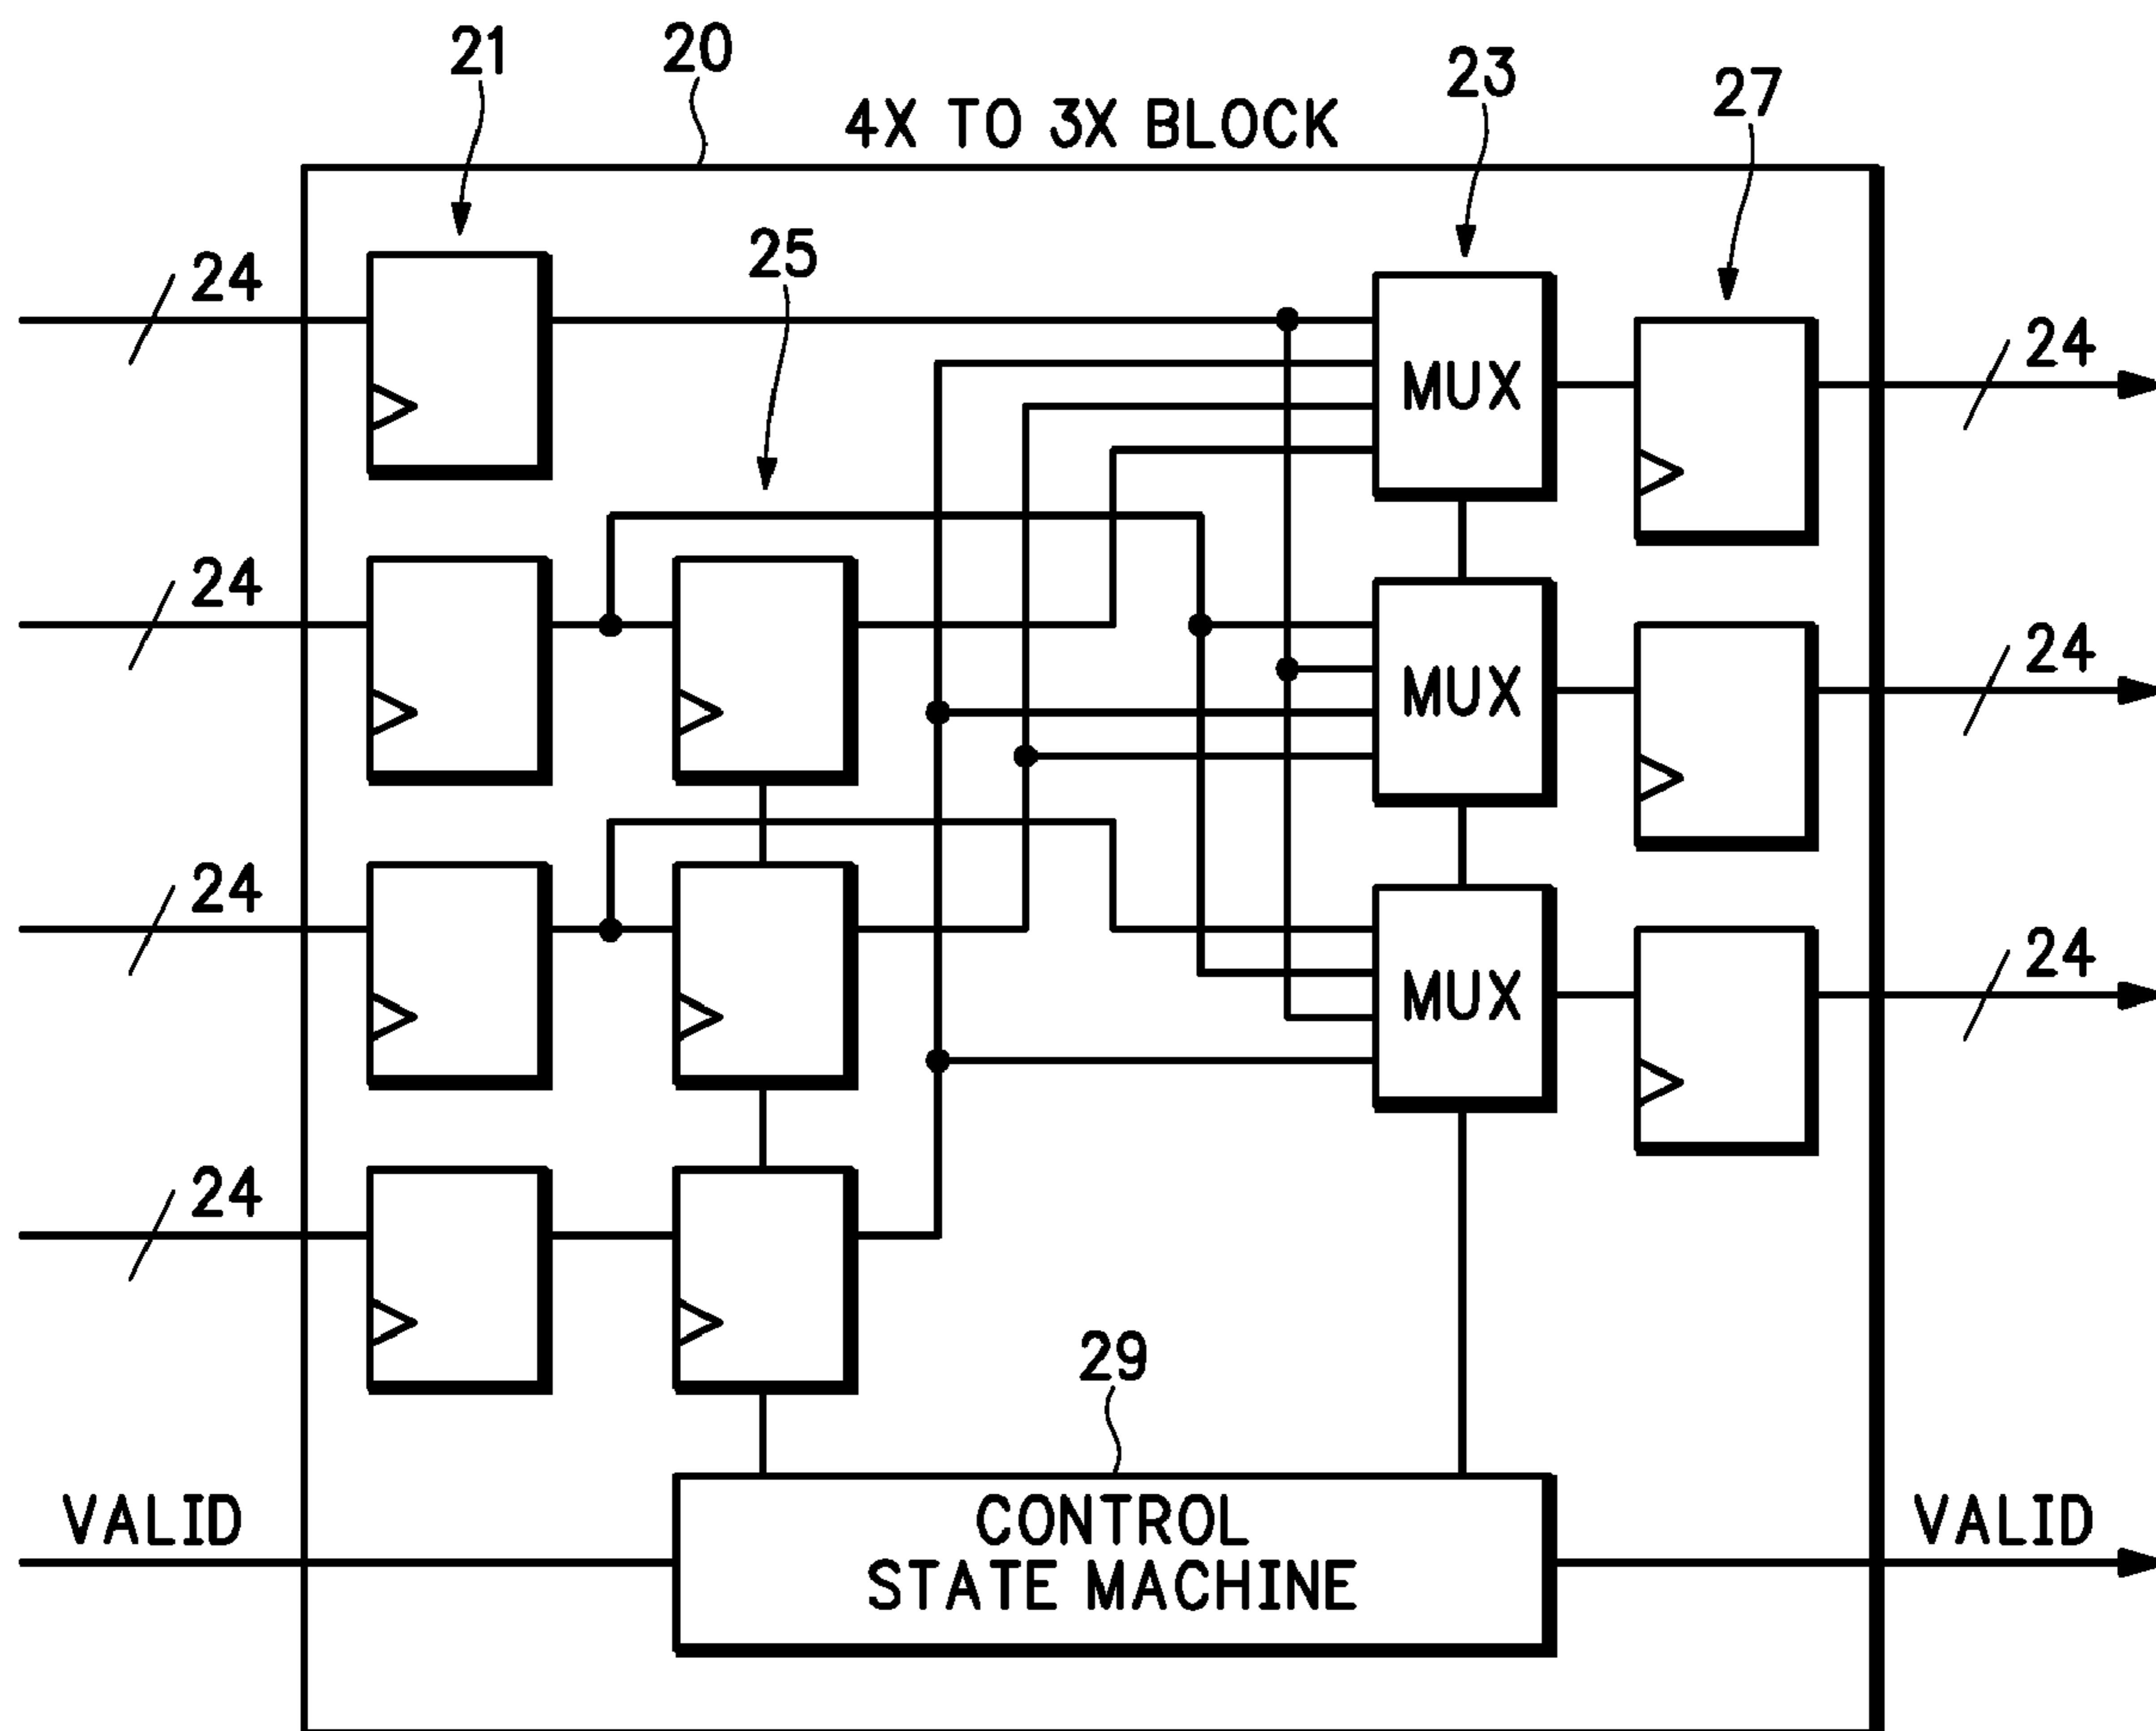 21
20
23
27
4X TO 3X BLOCK
24
25
24
MUX
24
24
MUX
24
24
MUX
24
24
29
VALID
CONTROL
STATE MACHINE
VALID